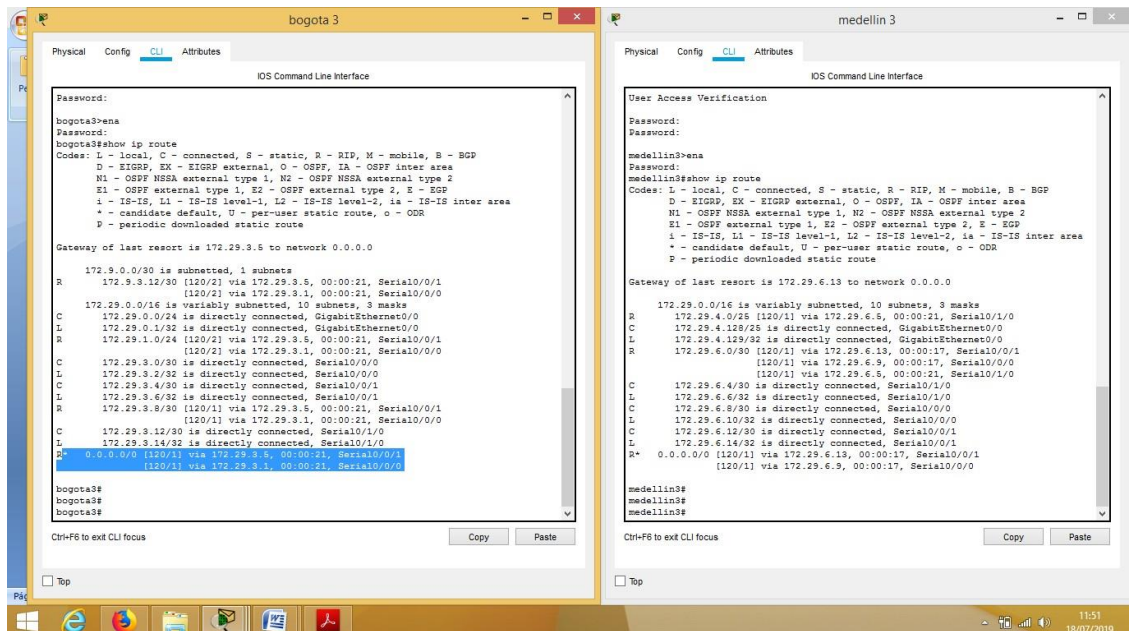 bogota 3
Physical Config CLI Attributes
IOS Command Line Interface
Password:
bogota3>ena
Password:
bogota3#show ip route
Codes: L - local, C - connected, S - static, R - RIP, M - mobile, B - BGP
D - EIGRP, EX - EIGRP external, O - OSPF, IA - OSPF inter area
N1 - OSPF NSSA external type 1, N2 - OSPF NSSA external type 2
E1 - OSPF external type 1, E2 - OSPF external type 2, E - EGP
i - IS-IS, L1 - IS-IS level-1, L2 - IS-IS level-2, ia - IS-IS inter area
* - candidate default, U - per-user static route, o - ODR
P - periodic downloaded static route
Gateway of last resort is 172.29.3.5 to network 0.0.0.0
172.9.0.0/30 is subnetted, 1 subnets
R 172.9.3.12/30 [120/2] via 172.29.3.5, 00:00:21, Serial0/0/1
[120/2] via 172.29.3.1, 00:00:21, Serial0/0/0
172.29.0.0/16 is variably subnetted, 10 subnets, 3 masks
C 172.29.0.0/24 is directly connected, GigabitEthernet0/0
L 172.29.0.1/32 is directly connected, GigabitEthernet0/0
R 172.29.1.0/24 [120/2] via 172.29.3.5, 00:00:21, Serial0/0/1
[120/2] via 172.29.3.1, 00:00:21, Serial0/0/0
C 172.29.3.0/30 is directly connected, Serial0/0/0
L 172.29.3.2/32 is directly connected, Serial0/0/0
C 172.29.3.4/30 is directly connected, Serial0/0/1
L 172.29.3.6/32 is directly connected, Serial0/0/1
R 172.29.3.8/30 [120/1] via 172.29.3.5, 00:00:21, Serial0/0/1
[120/1] via 172.29.3.1, 00:00:21, Serial0/0/0
C 172.29.3.12/30 is directly connected, Serial0/1/0
L 172.29.3.14/32 is directly connected, Serial0/1/0
R* 0.0.0.0/0 [120/1] via 172.29.3.5, 00:00:21, Serial0/0/1
[120/1] via 172.29.3.1, 00:00:21, Serial0/0/0
bogota3#
bogota3#
bogota3#
Ctrl+F6 to exit CLI focus
Copy Paste
Top
medellin 3
Physical Config CLI Attributes
IOS Command Line Interface
User Access Verification
Password:
Password:
medellin3>ena
Password:
medellin3#show ip route
Codes: L - local, C - connected, S - static, R - RIP, M - mobile, B - BGP
D - EIGRP, EX - EIGRP external, O - OSPF, IA - OSPF inter area
N1 - OSPF NSSA external type 1, N2 - OSPF NSSA external type 2
E1 - OSPF external type 1, E2 - OSPF external type 2, E - EGP
i - IS-IS, L1 - IS-IS level-1, L2 - IS-IS level-2, ia - IS-IS inter area
* - candidate default, U - per-user static route, o - ODR
P - periodic downloaded static route
Gateway of last resort is 172.29.6.13 to network 0.0.0.0
172.29.0.0/16 is variably subnetted, 10 subnets, 3 masks
R 172.29.4.0/25 [120/1] via 172.29.6.5, 00:00:21, Serial0/1/0
C 172.29.4.128/25 is directly connected, GigabitEthernet0/0
L 172.29.4.129/32 is directly connected, GigabitEthernet0/0
R 172.29.6.0/30 [120/1] via 172.29.6.13, 00:00:17, Serial0/0/1
[120/1] via 172.29.6.9, 00:00:17, Serial0/0/0
[120/1] via 172.29.6.5, 00:00:21, Serial0/1/0
C 172.29.6.4/30 is directly connected, Serial0/1/0
L 172.29.6.6/32 is directly connected, Serial0/1/0
C 172.29.6.8/30 is directly connected, Serial0/0/0
L 172.29.6.10/32 is directly connected, Serial0/0/0
C 172.29.6.12/30 is directly connected, Serial0/0/1
L 172.29.6.14/32 is directly connected, Serial0/0/1
R* 0.0.0.0/0 [120/1] via 172.29.6.13, 00:00:17, Serial0/0/1
[120/1] via 172.29.6.9, 00:00:17, Serial0/0/0
medellin3#
medellin3#
medellin3#
Ctrl+F6 to exit CLI focus
Copy Paste
Top
Pe
Pág
11:51
18/07/2019